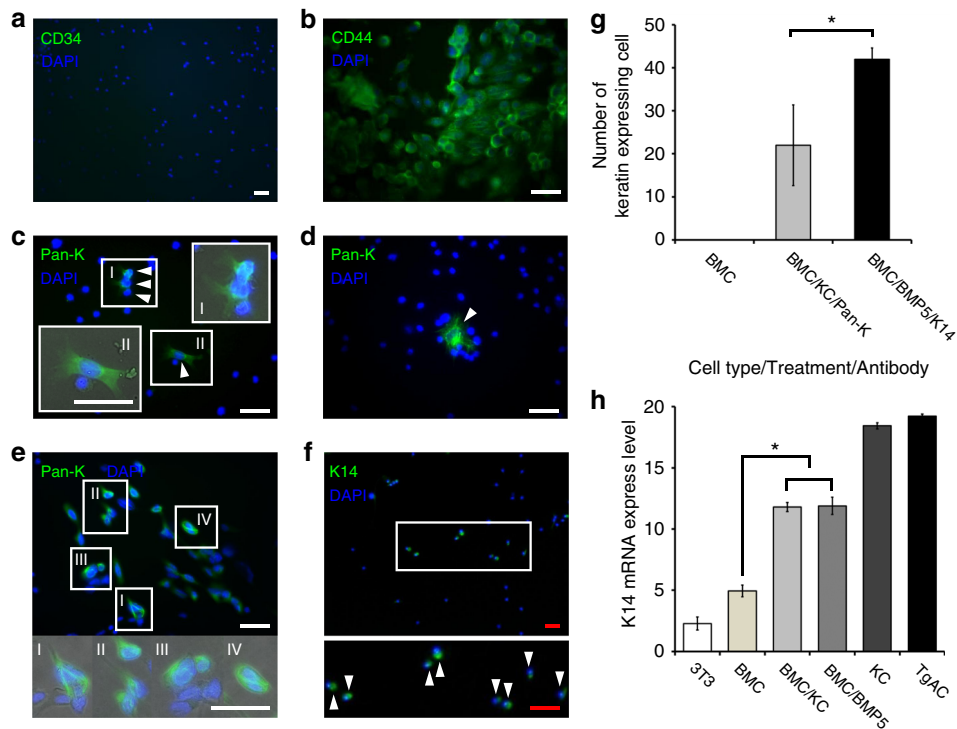 a
CD34
DAPI
b
CD44
DAPI
c
Pan-K
DAPI
I
I
II
II
d
Pan-K
DAPI
e
Pan-K DAPI
II
IV
III
I
I II III IV
f
K14
DAPI
g
Number of
keratin expressing cell
50
40
30
20
10
0
*
BMC
BMC/KC/Pan-K
BMC/BMP5/K14
Cell type/Treatment/Antibody
h
K14 mRNA express level
20
15
10
5
0
*
3T3
BMC
BMC/KC
BMC/BMP5
KC
TgAC